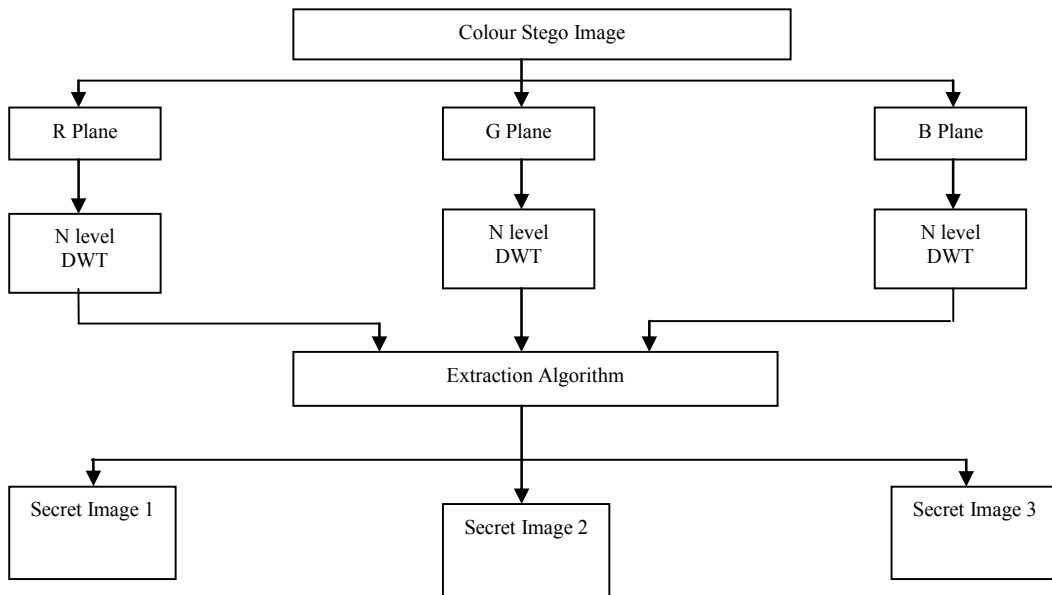 Colour Stego Image
R Plane
G Plane
B Plane
N level
DWT
N level
DWT
N level
DWT
Extraction Algorithm
Secret Image 1
Secret Image 2
Secret Image 3